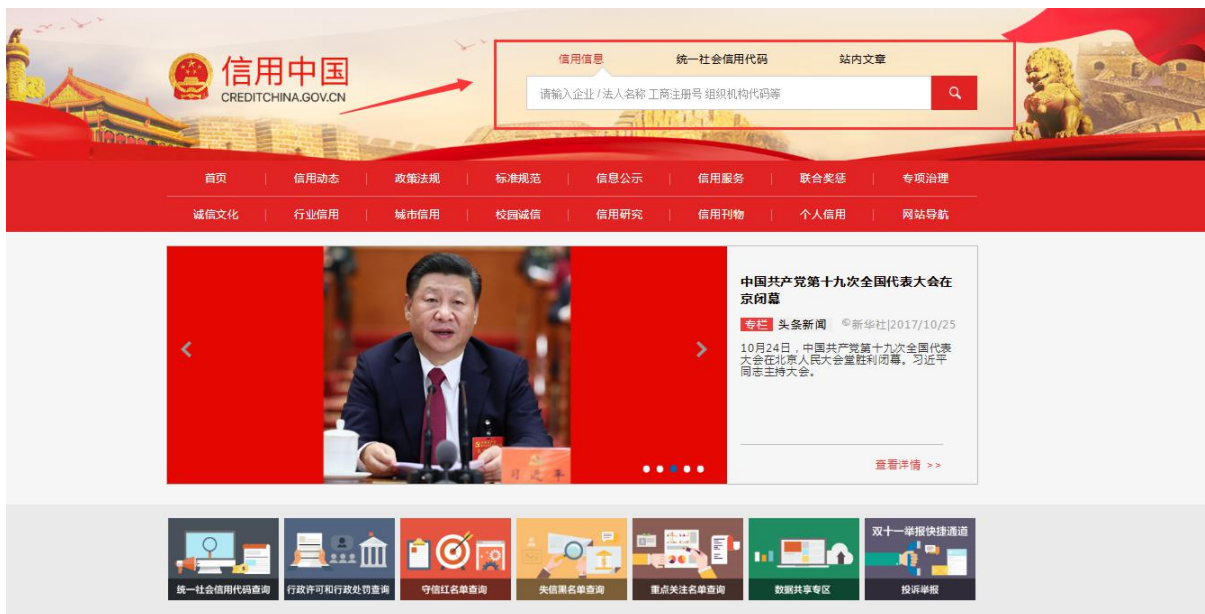 信用中国
CREDITCHINA.GOV.CN
信用信息 统一社会信用代码 站内文章
请输入企业/法人名称 工商注册号 组织机构代码等
首页 | 信用动态 | 政策法规 | 标准规范 | 信息公示 | 信用服务 | 联合奖惩 | 专项治理
诚信文化 | 行业信用 | 城市信用 | 校园诚信 | 信用研究 | 信用刊物 | 个人信用 | 网站导航
中国共产党第十九次全国代表大会在
京闭幕
专栏 头条新闻 ©新华社|2017/10/25
10月24日，中国共产党第十九次全国代表
大会在北京人民大会堂胜利闭幕。习近平
同志主持大会。
习近平
查看详情 >>
双十一举报快捷通道
统一社会信用代码查询 行政许可和行政处罚查询 守信红名单查询 失信黑名单查询 重点关注名单查询 数据共享专区 投诉举报